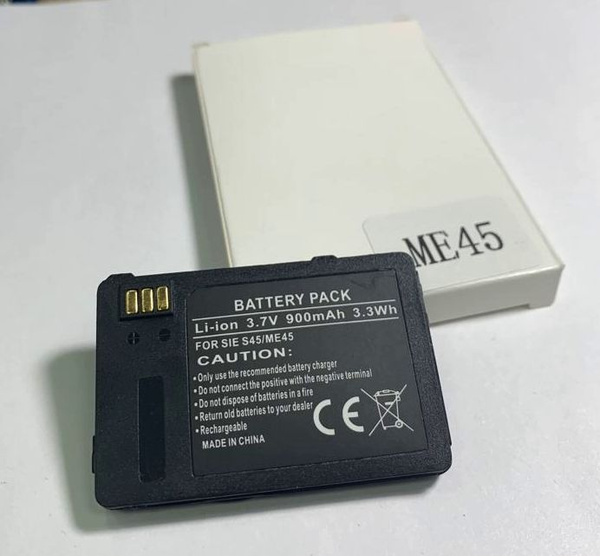 ME45
BATTERY PACK
Li-ion 3.7V 900mAh 3.3Wh
FOR SIE S45/ME45
CAUTION:
• Only use the recommended battery charger
• Do not connect the positive with the negative terminal
• Do not dispose of batteries in a fire
• Return old batteries to your dealer
• Rechargeable
MADE IN CHINA
CE
+ -